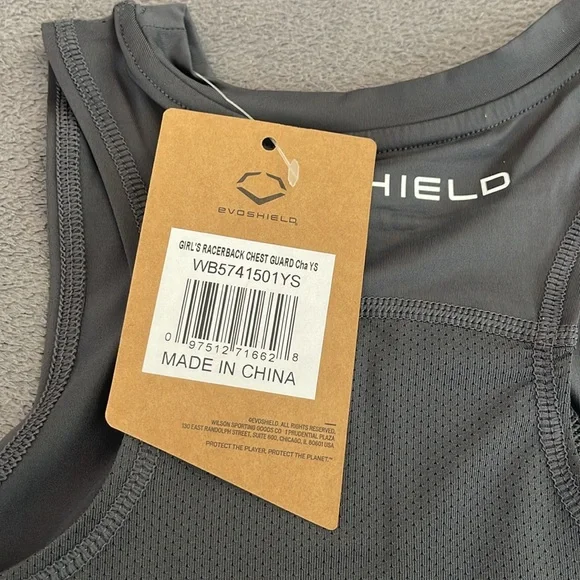 HIELD
evoshield
GIRL'S RACERBACK CHEST GUARD Cha YS
WB5741501YS
0 97512 71662 8
MADE IN CHINA
©EVOSHIELD. ALL RIGHTS RESERVED.
WILSON SPORTING GOODS CO · 1 PRUDENTIAL PLAZA
130 EAST RANDOLPH STREET, SUITE 600, CHICAGO, IL 60601 USA
PROTECT THE PLAYER. PROTECT THE PLANET.™